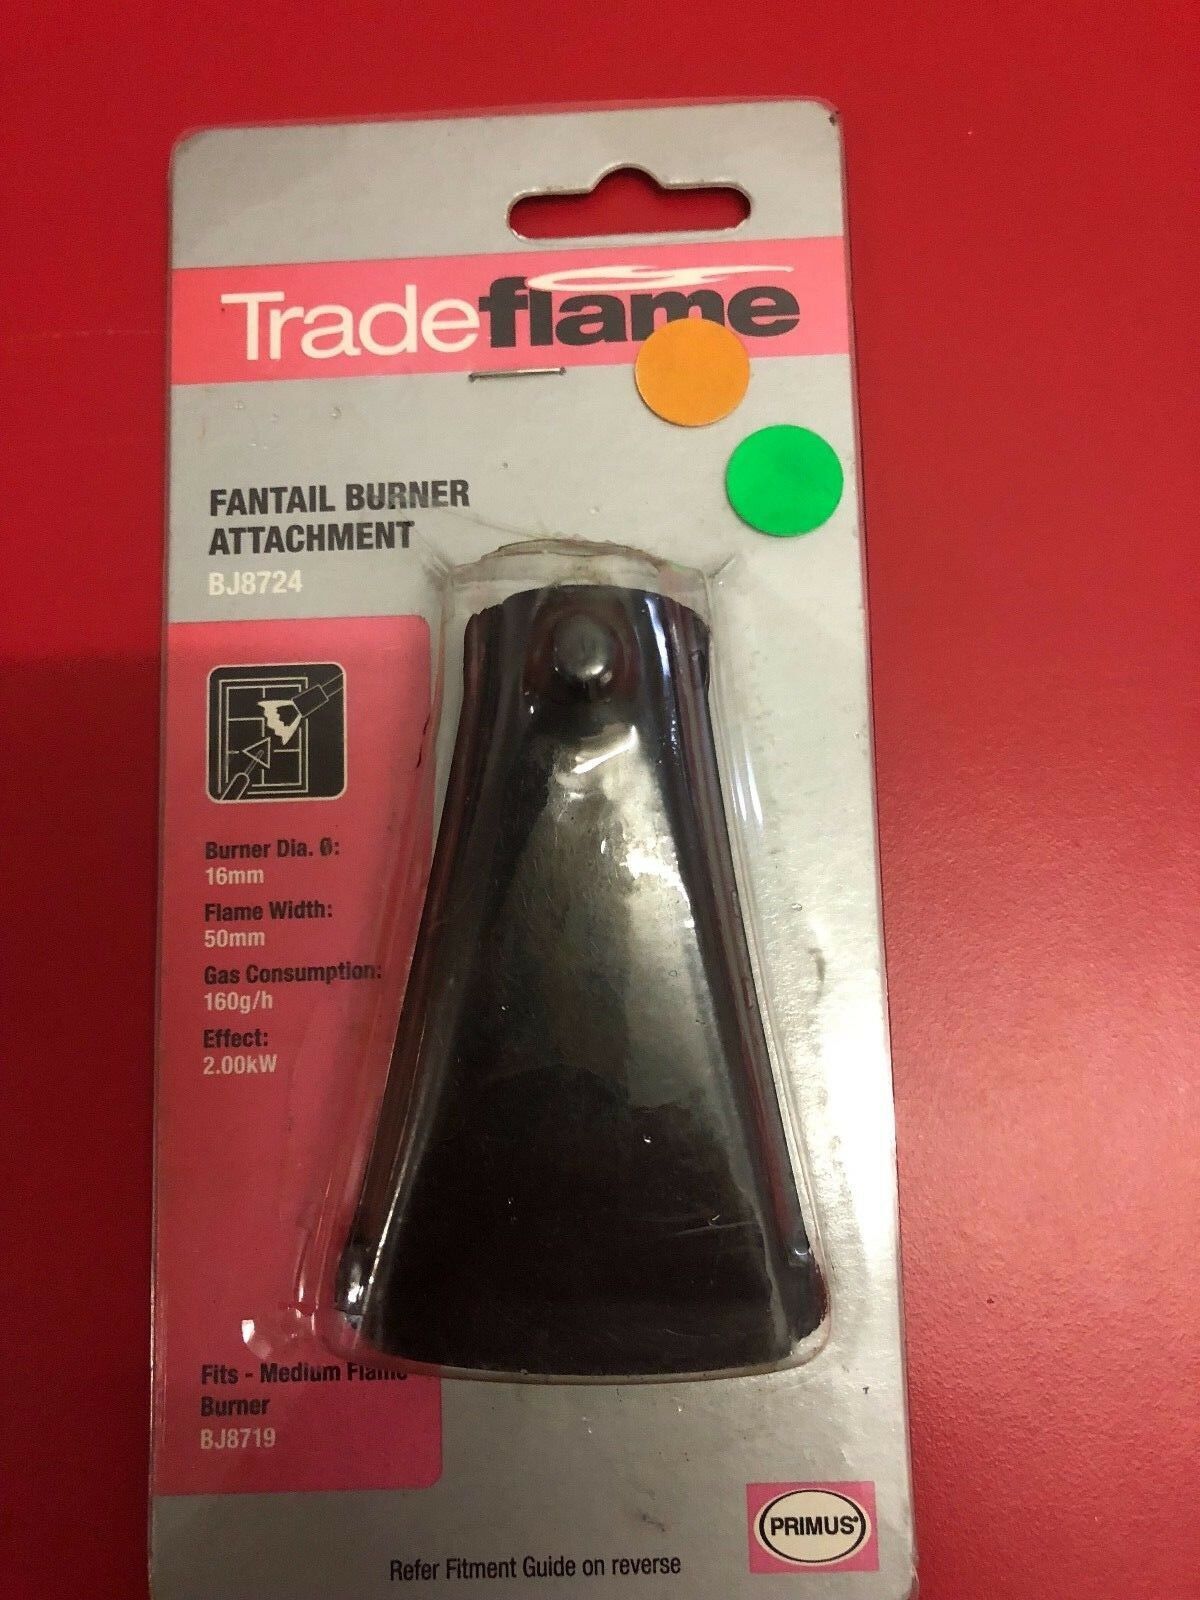 Tradeflame
FANTAIL BURNER
ATTACHMENT
BJ8724
Burner Dia. Ø:
16mm
Flame Width:
50mm
Gas Consumption:
160g/h
Effect:
2.00kW
Fits - Medium Flame
Burner
BJ8719
PRIMUS
Refer Fitment Guide on reverse